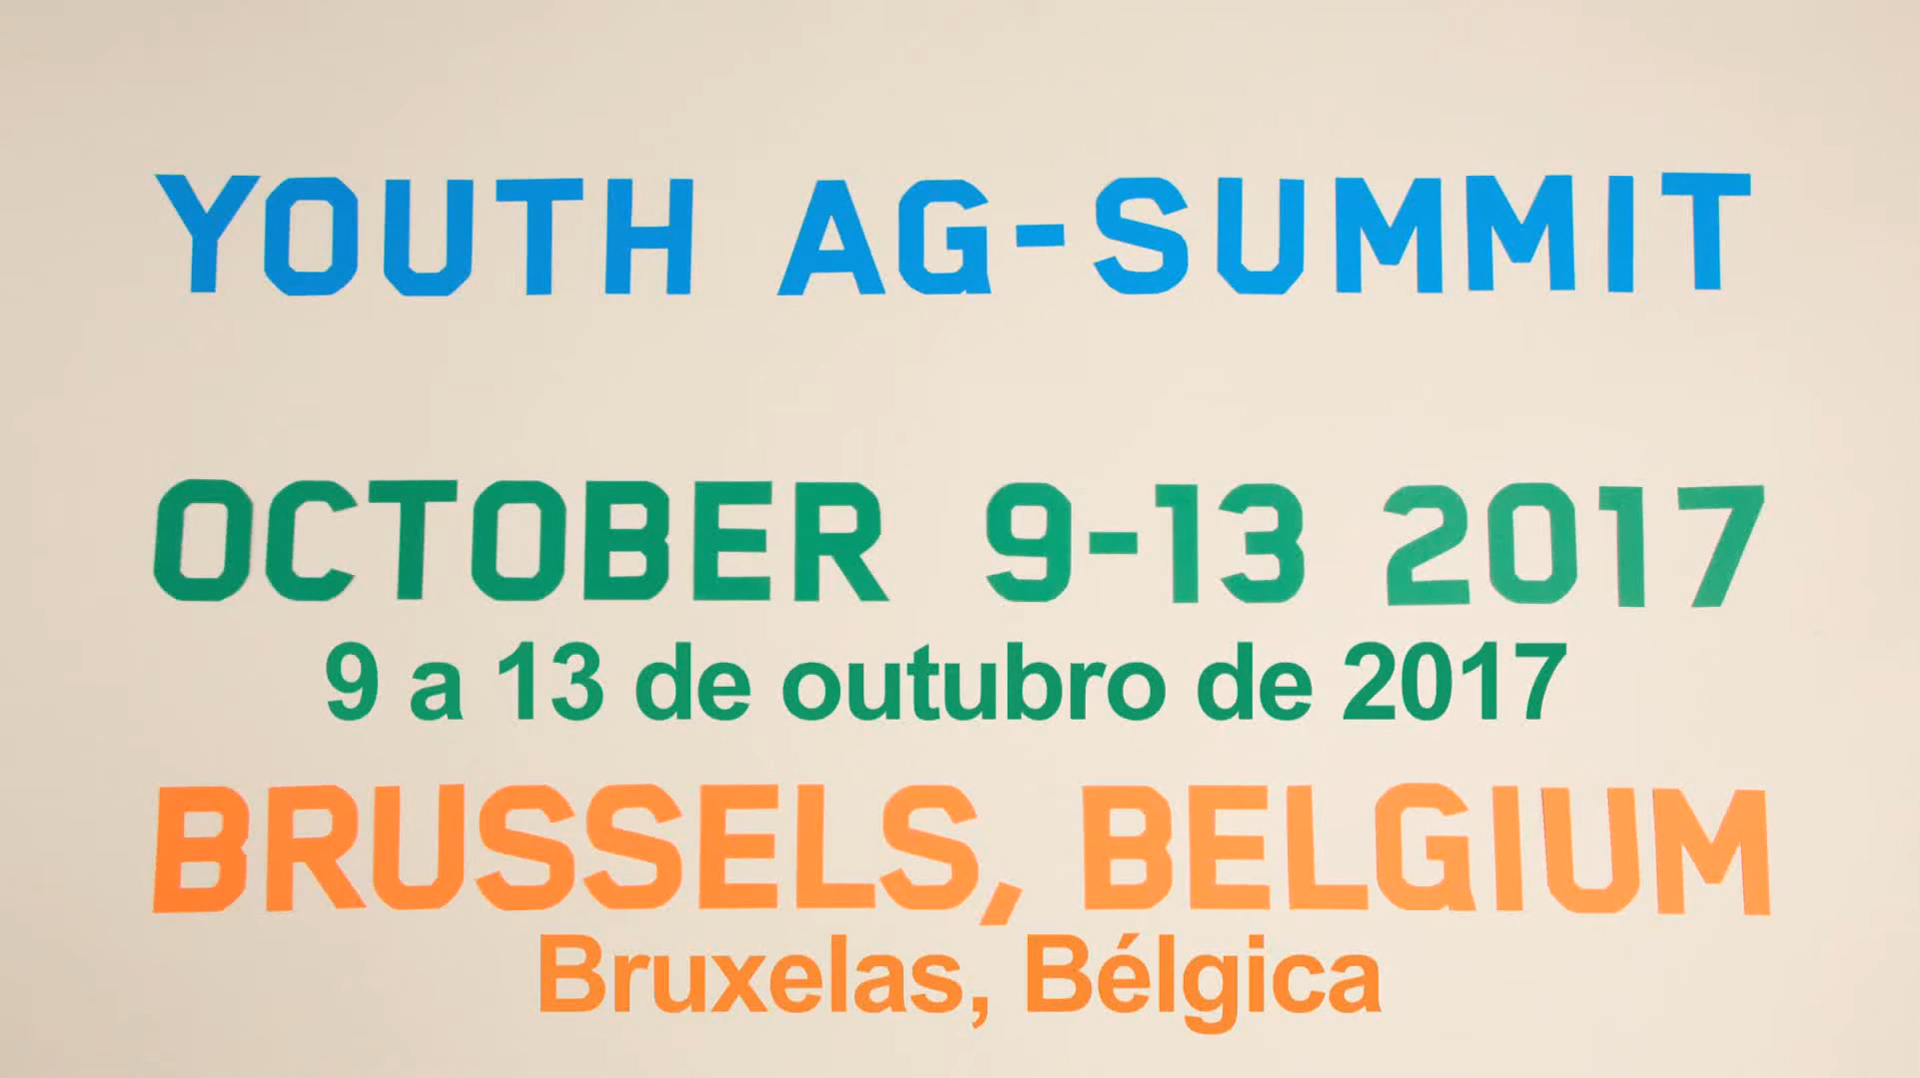 YOUTH AG-SUMMIT
OCTOBER 9-13 2017
9 a 13 de outubro de 2017
BRUSSELS, BELGIUM
Bruxelas, Bélgica